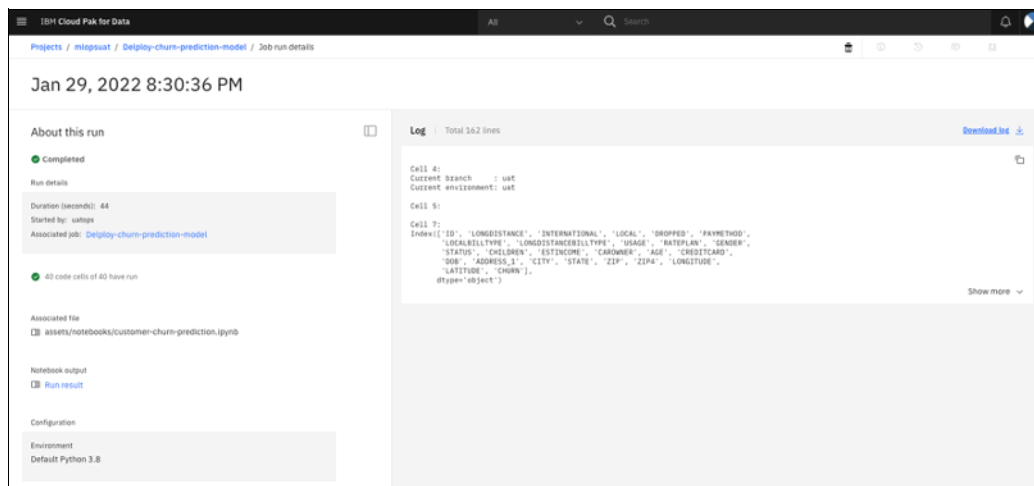 IBM Cloud Pak for Data
All
Search
Projects / mlopsuat / Delploy-churn-prediction-model / Job run details
Jan 29, 2022 8:30:36 PM
About this run
Completed
Run details
Duration (seconds): 44
Started by: uatops
Associated job: Delploy-churn-prediction-model
40 code cells of 40 have run
Associated file
assets/notebooks/customer-churn-prediction.ipynb
Notebook output
Run result
Configuration
Environment
Default Python 3.8
Log Total 162 lines
Download log
Cell 4:
Current branch : uat
Current environment: uat
Cell 5:
Cell 7:
Index(['ID', 'LONGDISTANCE', 'INTERNATIONAL', 'LOCAL', 'DROPPED', 'PAYMETHOD',
'LOCALBILLTYPE', 'LONGDISTANCEBILLTYPE', 'USAGE', 'RATEPLAN', 'GENDER',
'STATUS', 'CHILDREN', 'ESTINCOME', 'CAROWNER', 'AGE', 'CREDITCARD',
'DOB', 'ADDRESS_1', 'CITY', 'STATE', 'ZIP', 'ZIP4', 'LONGITUDE',
'LATITUDE', 'CHURN'],
dtype='object')
Show more